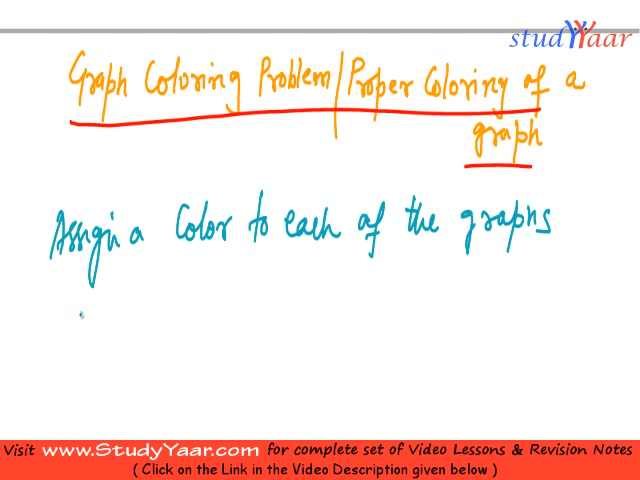 studYYaar
Graph Coloring Problem/Proper Coloring of a
graph
Assign a Color to each of the graphs
Visit www.StudyYaar.com for complete set of Video Lessons & Revision Notes
( Click on the Link in the Video Description given below )